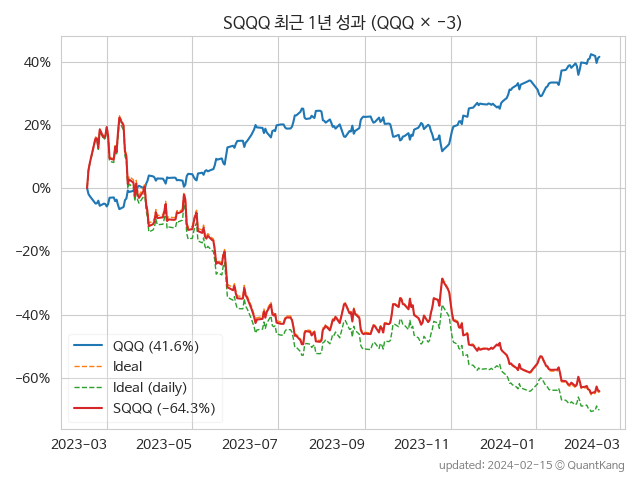 SQQQ 최근 1년 성과 (QQQ × −3)
40%
20%
0%
−20%
−40%
−60%
QQQ (41.6%)
Ideal
Ideal (daily)
SQQQ (−64.3%)
2023-03 2023-05 2023-07 2023-09 2023-11 2024-01 2024-03
updated: 2024-02-15 © QuantKang